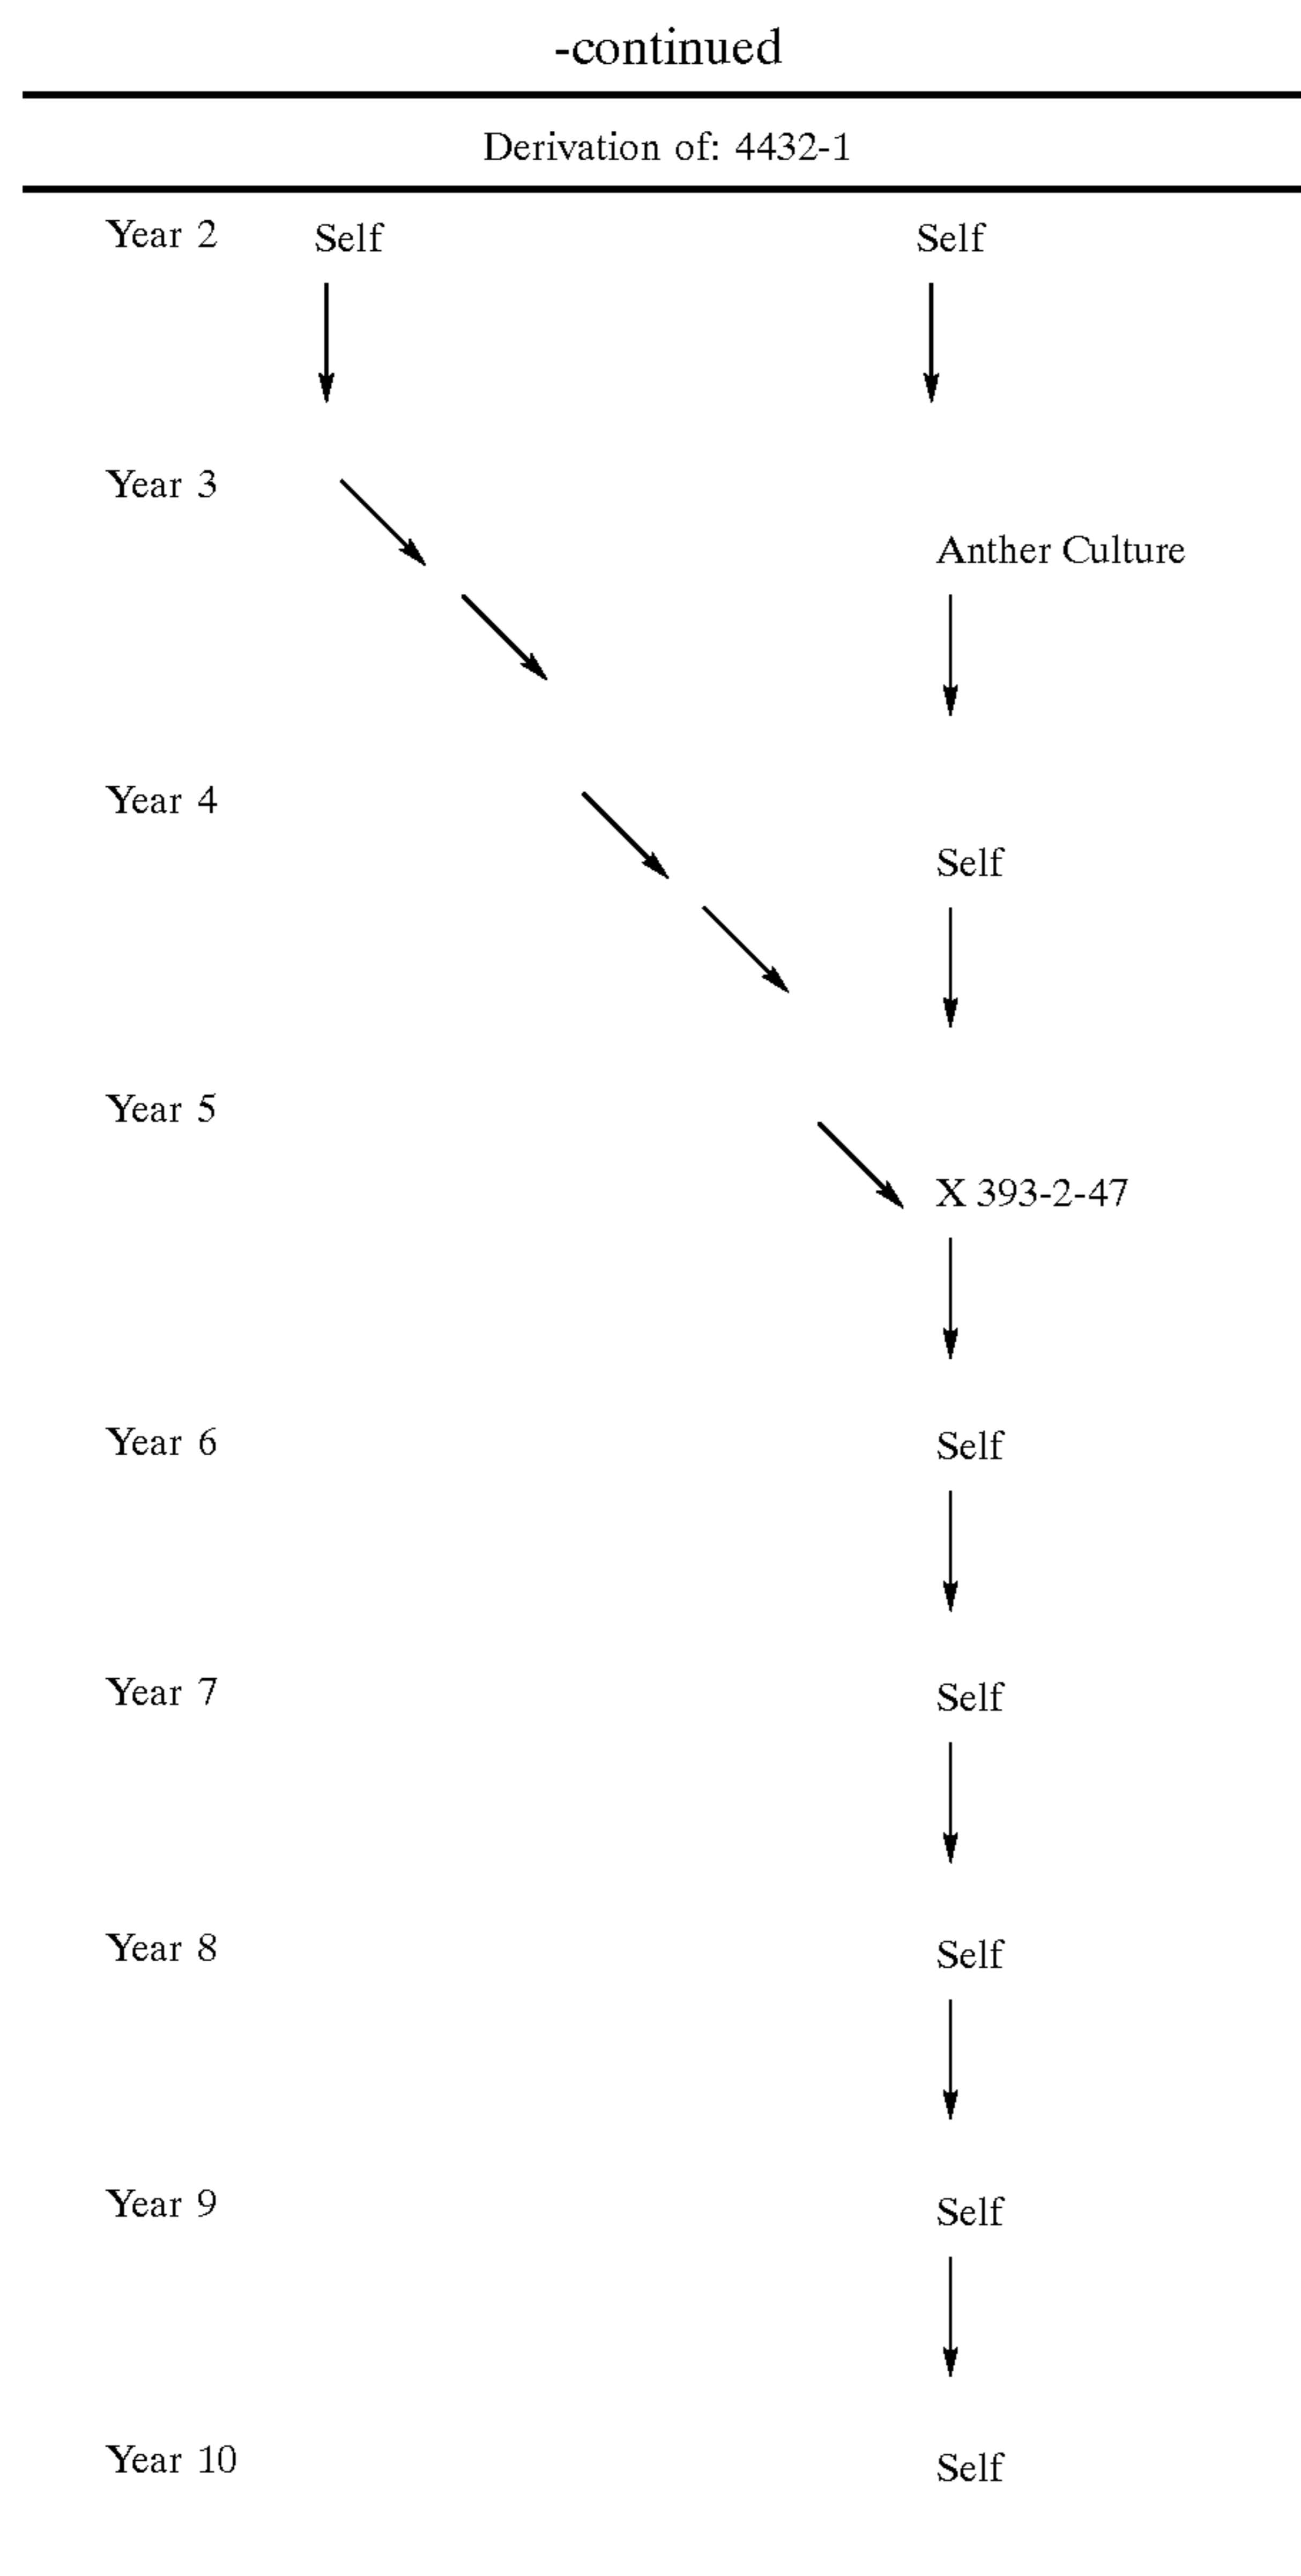 -continued
Derivation of: 4432-1
Year 2 Self Self
Year 3
Anther Culture
Year 4
Self
Year 5
X 393-2-47
Year 6 Self
Year 7 Self
Year 8 Self
Year 9 Self
Year 10 Self